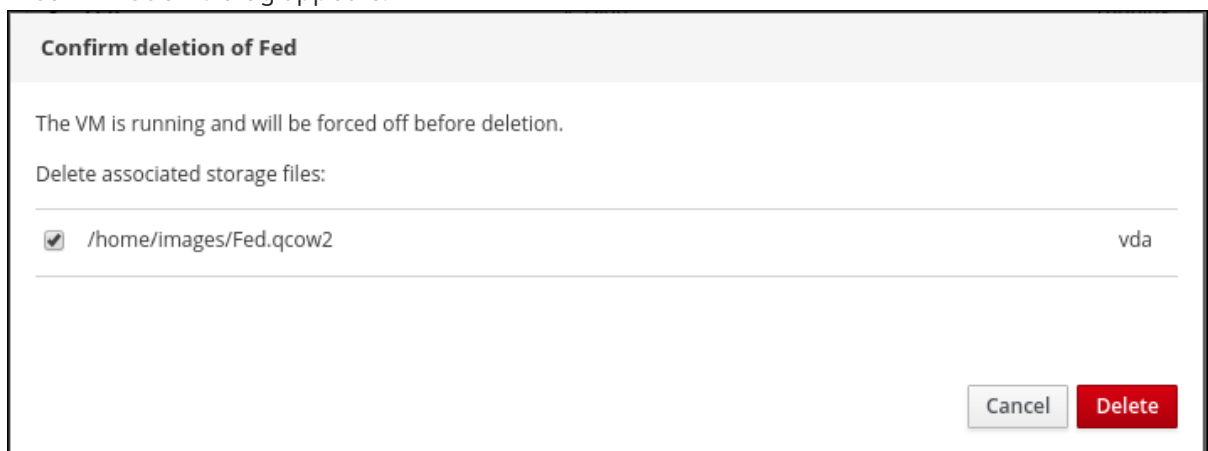 Confirm deletion of Fed
The VM is running and will be forced off before deletion.
Delete associated storage files:
/home/images/Fed.qcow2 vda
Cancel Delete